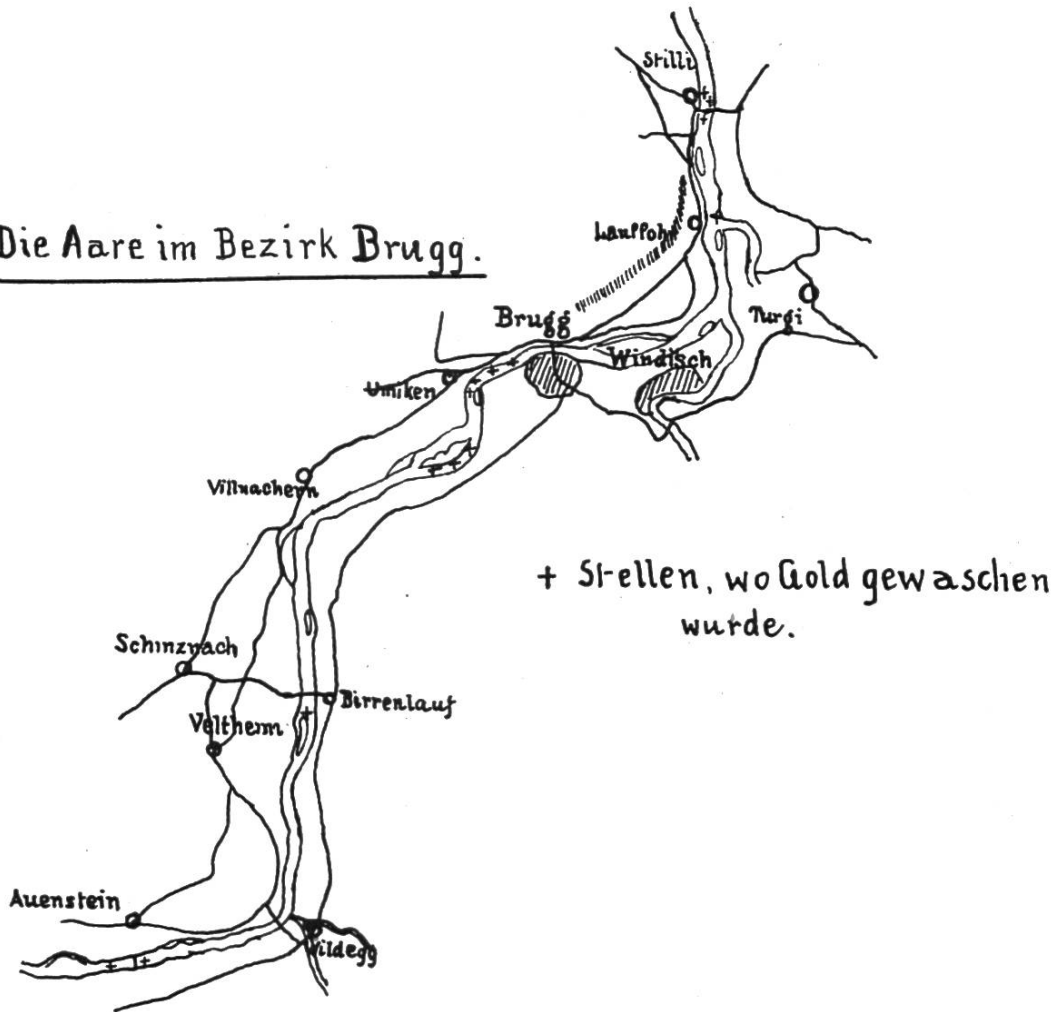 Stilli
Die Aare im Bezirk Brugg.
Lauffohr
Brugg
Turgi
Windisch
Umiken
Villnachern
+ Stellen, wo Gold gewaschen
wurde.
Schinznach
Birrenlauf
Veltheim
Auenstein
Wildegg